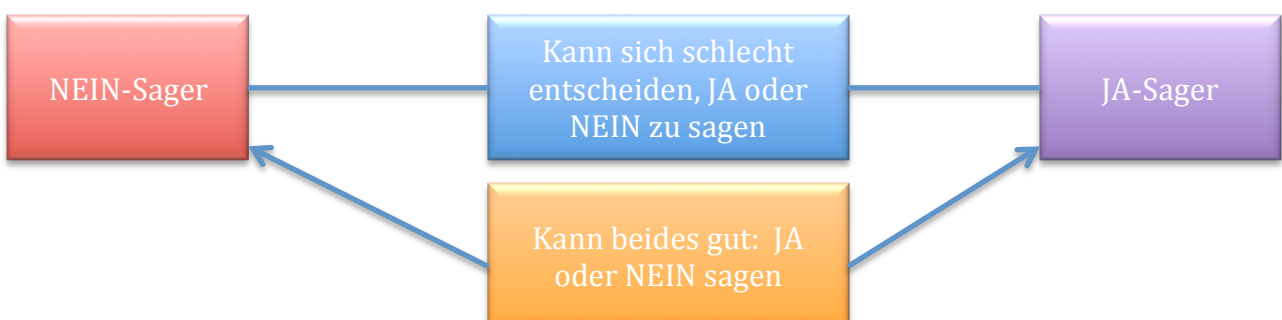 NEIN-Sager
Kann sich schlecht
entscheiden, JA oder
NEIN zu sagen
JA-Sager
Kann beides gut:  JA
oder NEIN sagen